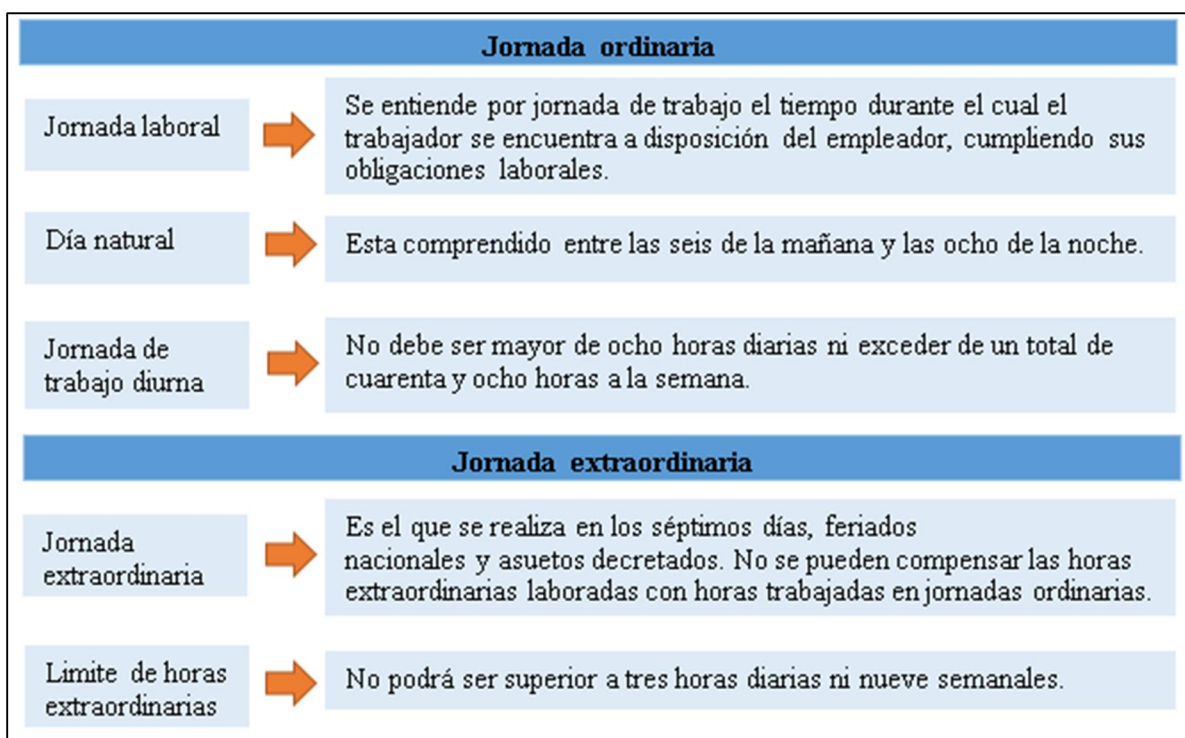 Jornada ordinaria
Jornada laboral
Se entiende por jornada de trabajo el tiempo durante el cual el
trabajador se encuentra a disposición del empleador, cumpliendo sus
obligaciones laborales.
Día natural
Esta comprendido entre las seis de la mañana y las ocho de la noche.
Jornada de
trabajo diurna
No debe ser mayor de ocho horas diarias ni exceder de un total de
cuarenta y ocho horas a la semana.
Jornada extraordinaria
Jornada
extraordinaria
Es el que se realiza en los séptimos días, feriados
nacionales y asuetos decretados. No se pueden compensar las horas
extraordinarias laboradas con horas trabajadas en jornadas ordinarias.
Limite de horas
extraordinarias
No podrá ser superior a tres horas diarias ni nueve semanales.